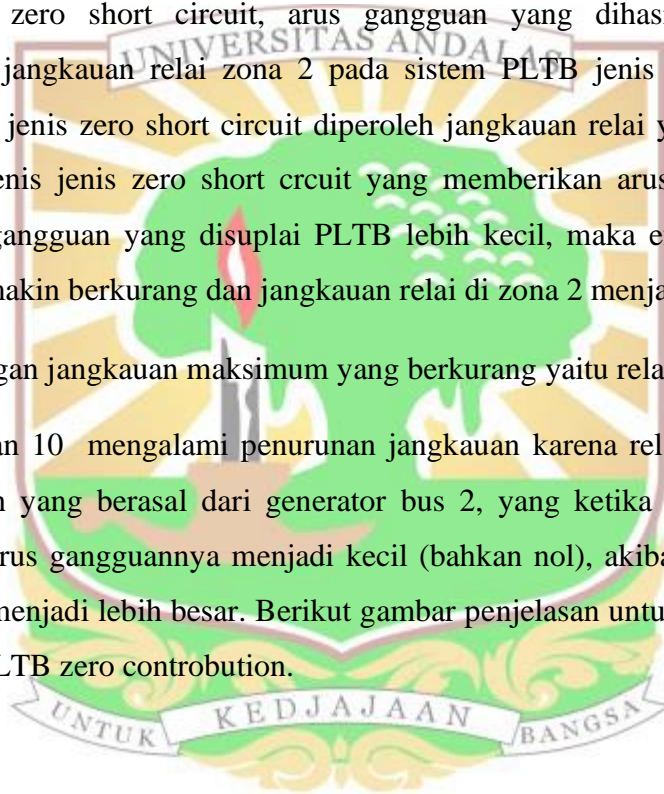 zero short circuit, arus gangguan yang dihas
UNIVERSITAS ANDALAS
jangkauan relai zona 2 pada sistem PLTB jenis
jenis zero short circuit diperoleh jangkauan relai y
enis jenis zero short crcuit yang memberikan arus
gangguan yang disuplai PLTB lebih kecil, maka e
makin berkurang dan jangkauan relai di zona 2 menja
gan jangkauan maksimum yang berkurang yaitu rela
an 10 mengalami penurunan jangkauan karena rel
n yang berasal dari generator bus 2, yang ketika
rus gangguannya menjadi kecil (bahkan nol), akiba
menjadi lebih besar. Berikut gambar penjelasan untu
LTB zero controbution.
UNTUK KEDJAJAAN BANGSA